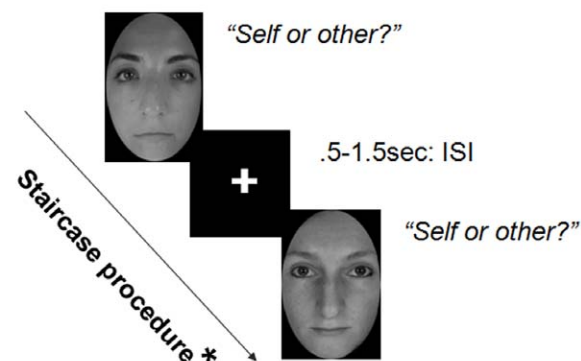 “Self or other?”
.5-1.5sec: ISI
“Self or other?”
Staircase procedure *